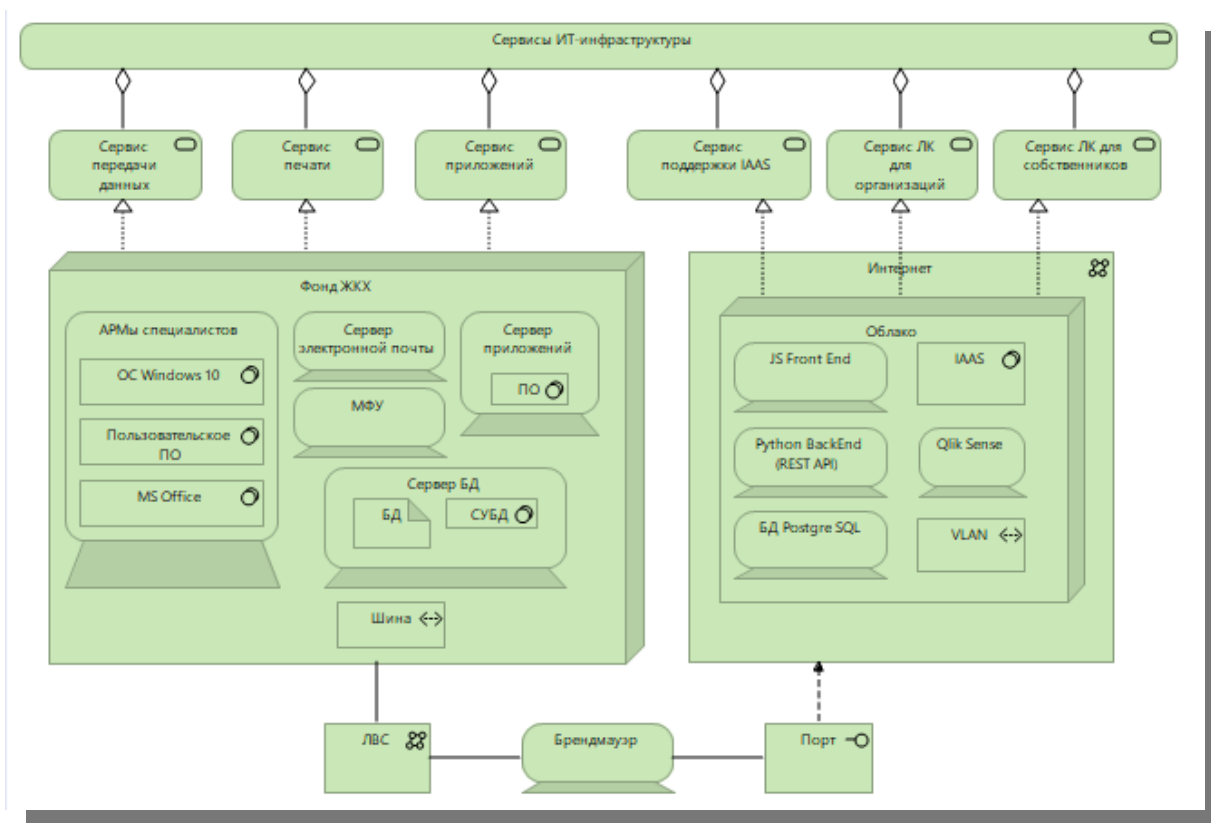 Сервисы ИТ-инфраструктуры
Сервис
передачи
данных
Сервис
печати
Сервис
приложений
Сервис
поддержки IAAS
Сервис ЛК
для
организаций
Сервис ЛК для
собственников
Фонд ЖКХ
АРМы специалистов
ОС Windows 10
Пользовательское
ПО
MS Office
Сервер
электронной почты
МФУ
Сервер
приложений
ПО
Сервер БД
БД
СУБД
Шина
Интернет
Облако
JS Front End
IAAS
Python BackEnd
(REST API)
Qlik Sense
БД Postgre SQL
VLAN
ЛВС
Брендмауэр
Порт